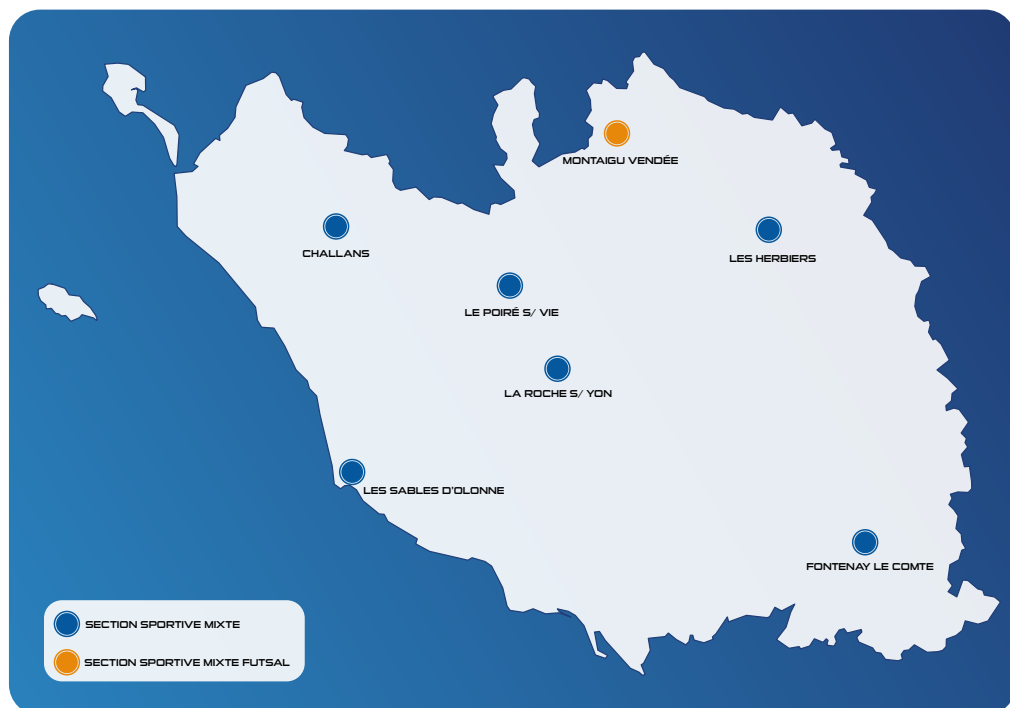 MONTAIGU VENDÉE
CHALLANS
LES HERBIERS
LE POIRÉ S/ VIE
LA ROCHE S/ YON
LES SABLES D'OLONNE
FONTENAY LE COMTE
SECTION SPORTIVE MIXTE
SECTION SPORTIVE MIXTE FUTSAL